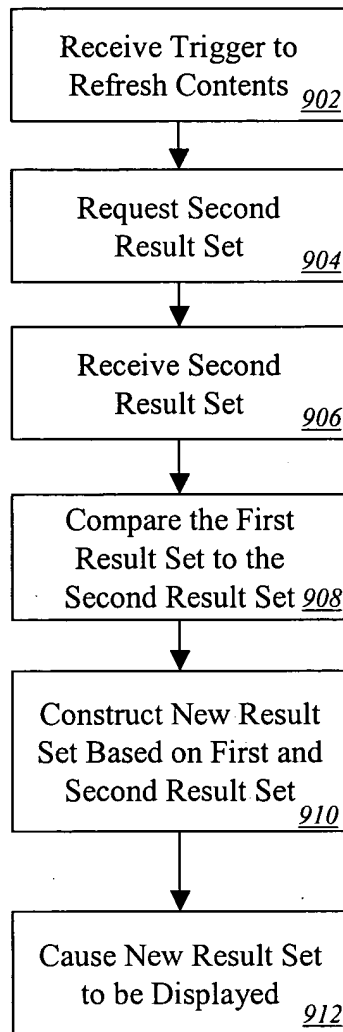 Receive Trigger to
Refresh Contents
902
Request Second
Result Set
904
Receive Second
Result Set
906
Compare the First
Result Set to the
Second Result Set 908
Construct New Result
Set Based on First and
Second Result Set
910
Cause New Result Set
to be Displayed
912